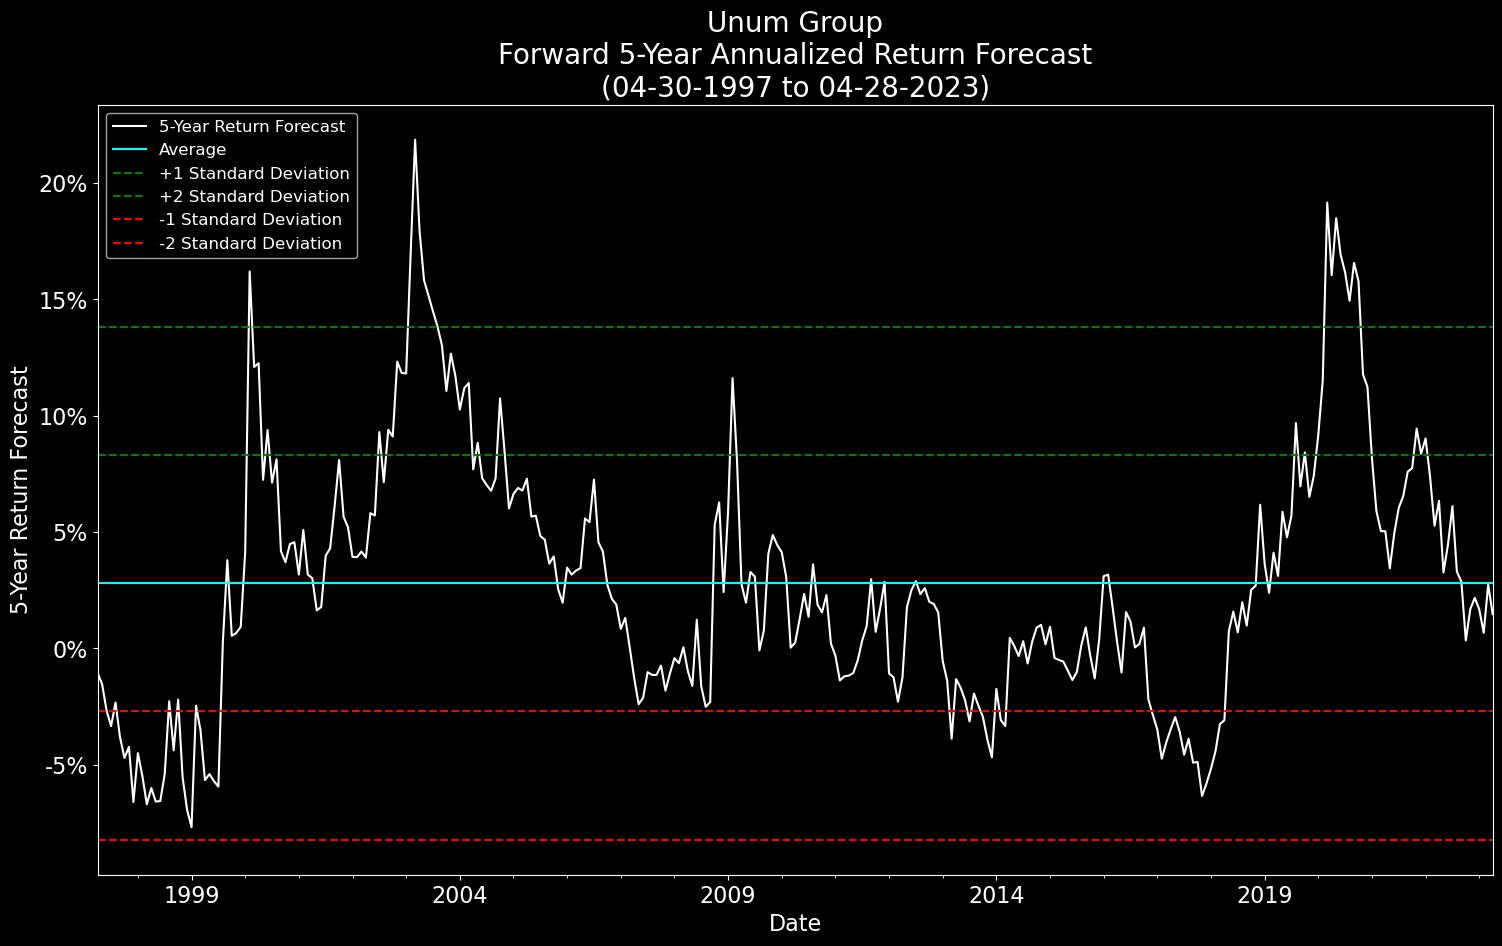 Unum Group
Forward 5-Year Annualized Return Forecast
(04-30-1997 to 04-28-2023)
5-Year Return Forecast
Average
+1 Standard Deviation
+2 Standard Deviation
-1 Standard Deviation
-2 Standard Deviation
20%
15%
10%
5%
0%
-5%
5-Year Return Forecast
1999
2004
2009
2014
2019
Date